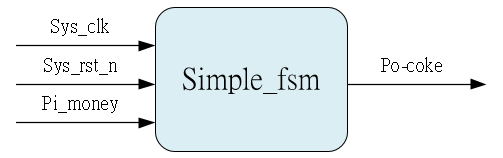 Sys_clk
Sys_rst_n
Pi_money
Simple_fsm
Po-coke